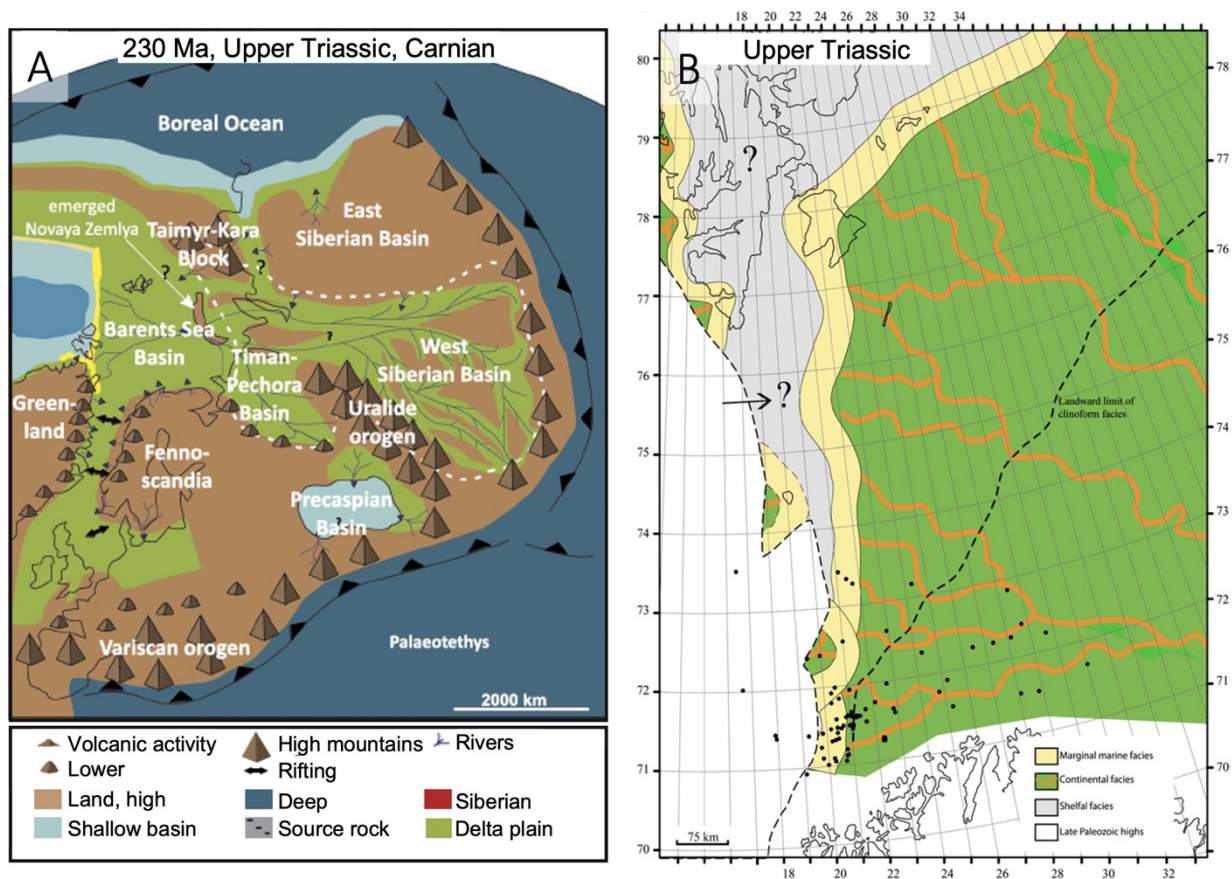 A
230 Ma, Upper Triassic, Carnian
Boreal Ocean
emerged
Novaya Zemlya
Taimyr-Kara
Block
East
Siberian Basin
?
?
Barents Sea
Basin
?
Timan-
Pechora
Basin
West
Siberian Basin
Green-
land
Uralide
orogen
Fenno-
scandia
Precaspian
Basin
?
Variscan orogen
Palaeotethys
2000 km
Volcanic activity
High mountains
Rivers
Lower
Rifting
Land, high
Deep
Siberian
Shallow basin
Source rock
Delta plain
B
Upper Triassic
18 20 22 24 26 28 30 32 34
80
79
78
77
76
75
74
73
72
71
70
78
77
76
75
74
73
72
71
70
?
?
Landward limit of
clinoform facies
Marginal marine facies
Continental facies
Shelfal facies
Late Paleozoic highs
75 km
18 20 22 24 26 28 30 32